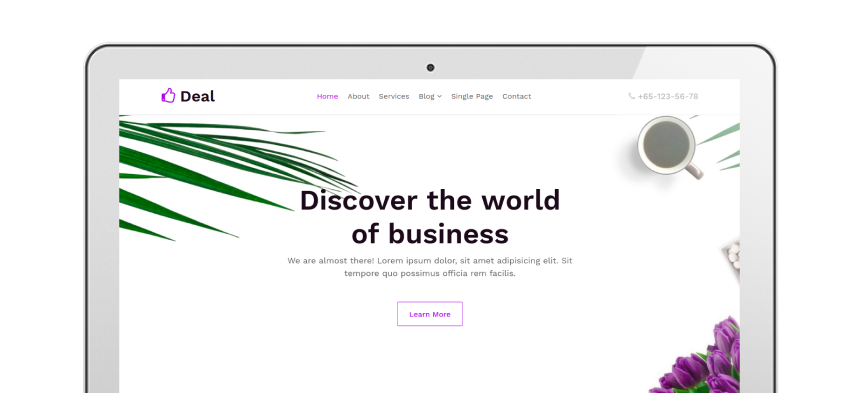 Deal
Home About Services Blog Single Page Contact
+65-123-56-78
Discover the world
of business
We are almost there! Lorem ipsum dolor, sit amet adipisicing elit. Sit
tempore quo possimus officia rem facilis.
Learn More